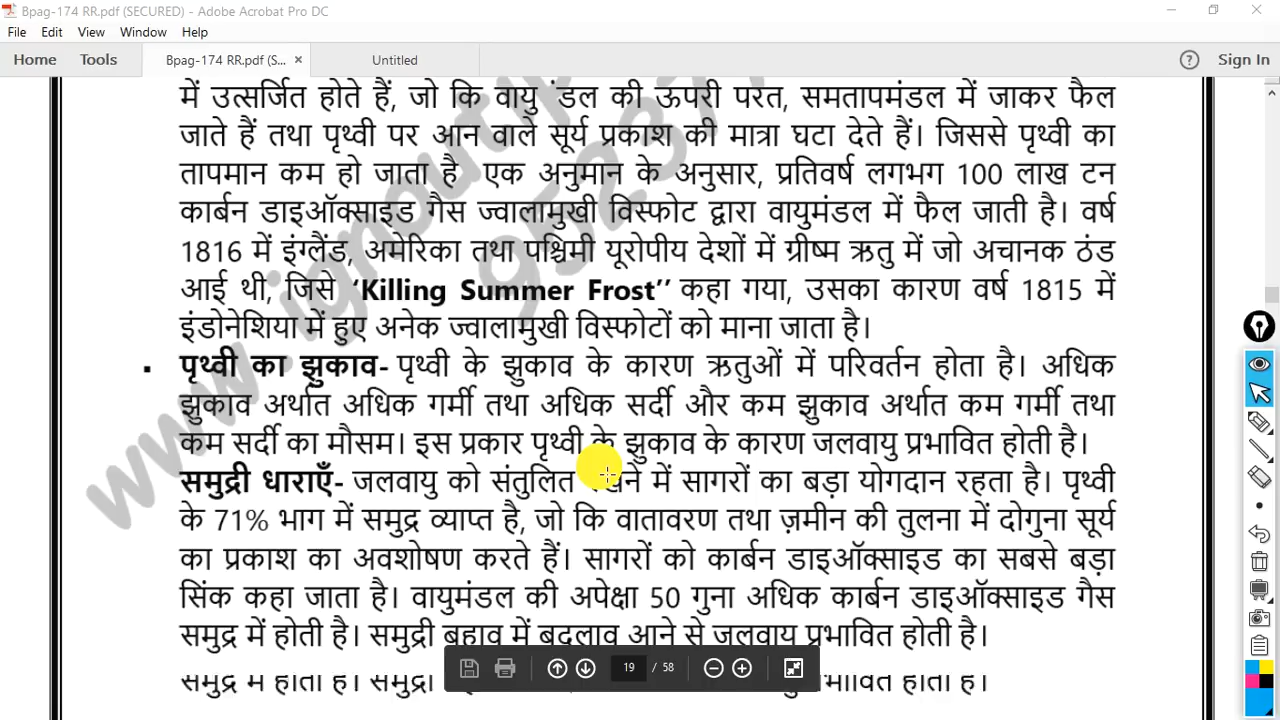 Bpag-174 RR.pdf (SECURED) - Adobe Acrobat Pro DC
File Edit View Window Help
Home Tools Bpag-174 RR.pdf (S... × Untitled ? Sign In
में उत्सर्जित होते हैं, जो कि वायु डल की ऊपरी परत, समतापमंडल में जाकर फैल
जाते हैं तथा पृथ्वी पर आन वाले सूर्य प्रकाश की मात्रा घटा देते हैं। जिससे पृथ्वी का
तापमान कम हो जाता है एक अनुमान के अनुसार, प्रतिवर्ष लगभग 100 लाख टन
कार्बन डाइऑक्साइड गैस ज्वालामुखी विस्फोट द्वारा वायुमंडल में फैल जाती है। वर्ष
1816 में इंग्लैंड, अमेरिका तथा पश्चिमी यूरोपीय देशों में ग्रीष्म ऋतु में जो अचानक ठंड
आई थी, जिसे ‘Killing Summer Frost’’ कहा गया, उसका कारण वर्ष 1815 में
इंडोनेशिया में हुए अनेक ज्वालामुखी विस्फोटों को माना जाता है।
▪ पृथ्वी का झुकाव- पृथ्वी के झुकाव के कारण ऋतुओं में परिवर्तन होता है। अधिक
झुकाव अर्थात अधिक गर्मी तथा अधिक सर्दी और कम झुकाव अर्थात कम गर्मी तथा
कम सर्दी का मौसम। इस प्रकार पृथ्वी के झुकाव के कारण जलवायु प्रभावित होती है।
समुद्री धाराएँ- जलवायु को संतुलित में सागरों का बड़ा योगदान रहता है। पृथ्वी
के 71% भाग में समुद्र व्याप्त है, जो कि वातावरण तथा ज़मीन की तुलना में दोगुना सूर्य
का प्रकाश का अवशोषण करते हैं। सागरों को कार्बन डाइऑक्साइड का सबसे बड़ा
सिंक कहा जाता है। वायुमंडल की अपेक्षा 50 गुना अधिक कार्बन डाइऑक्साइड गैस
समुद्र में होती है। समुद्री बहाव में बदलाव आने से जलवायु प्रभावित होती है।
19 / 58